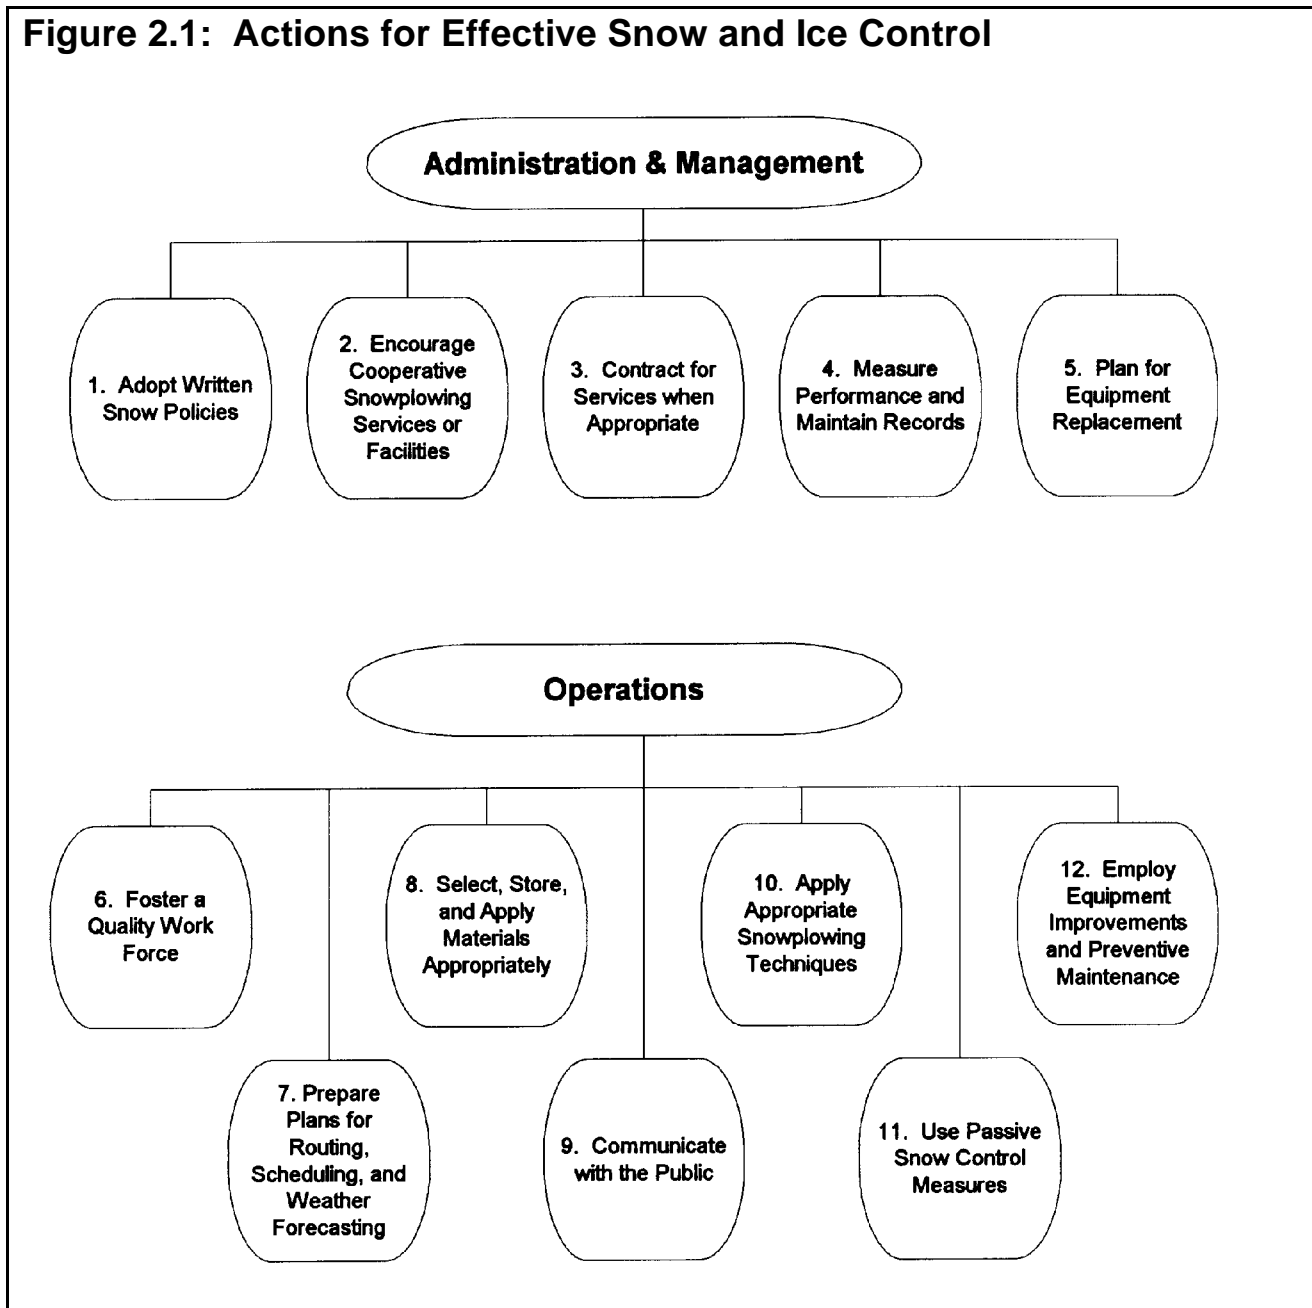 Figure 2.1: Actions for Effective Snow and Ice Control
Administration & Management
1. Adopt Written
Snow Policies
2. Encourage
Cooperative
Snowplowing
Services or
Facilities
3. Contract for
Services when
Appropriate
4. Measure
Performance and
Maintain Records
5. Plan for
Equipment
Replacement
Operations
6. Foster a
Quality Work
Force
7. Prepare
Plans for
Routing,
Scheduling, and
Weather
Forecasting
8. Select, Store,
and Apply
Materials
Appropriately
9. Communicate
with the Public
10. Apply
Appropriate
Snowplowing
Techniques
11. Use Passive
Snow Control
Measures
12. Employ
Equipment
Improvements
and Preventive
Maintenance